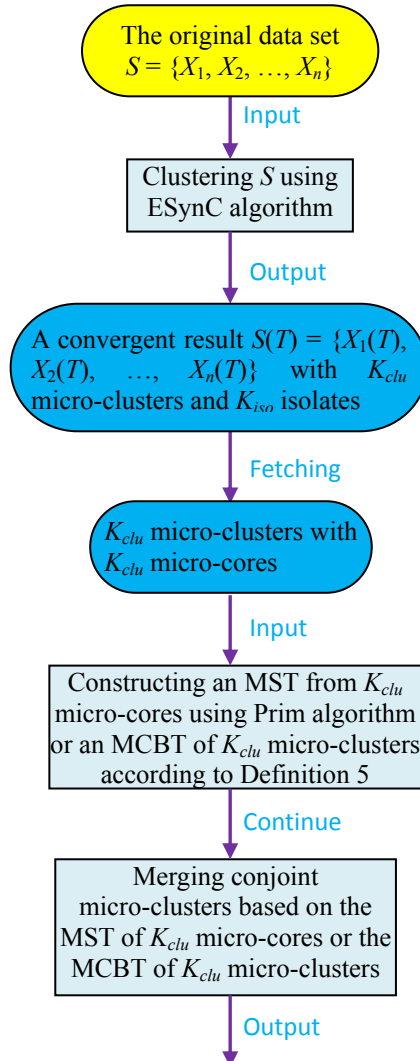 The original data set
S = {X1, X2, …, Xn}
Input
Clustering S using
ESynC algorithm
Output
A convergent result S(T) = {X1(T),
X2(T), …, Xn(T)} with Kclu
micro-clusters and Kiso isolates
Fetching
Kclu micro-clusters with
Kclu micro-cores
Input
Constructing an MST from Kclu
micro-cores using Prim algorithm
or an MCBT of Kclu micro-clusters
according to Definition 5
Continue
Merging conjoint
micro-clusters based on the
MST of Kclu micro-cores or the
MCBT of Kclu micro-clusters
Output